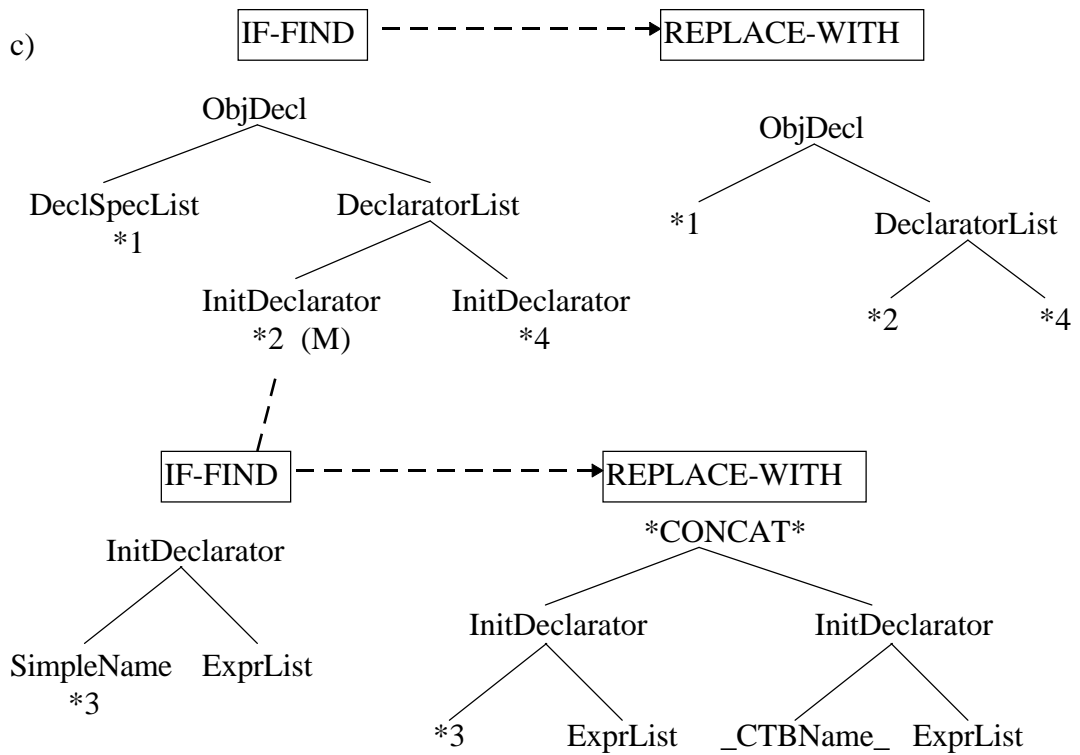 c) IF-FIND REPLACE-WITH
ObjDecl ObjDecl
DeclSpecList DeclaratorList *1 DeclaratorList
*1
InitDeclarator InitDeclarator *2 *4
*2 (M) *4
IF-FIND REPLACE-WITH
*CONCAT*
InitDeclarator
InitDeclarator InitDeclarator
SimpleName ExprList
*3 *3 ExprList _CTBName_ ExprList